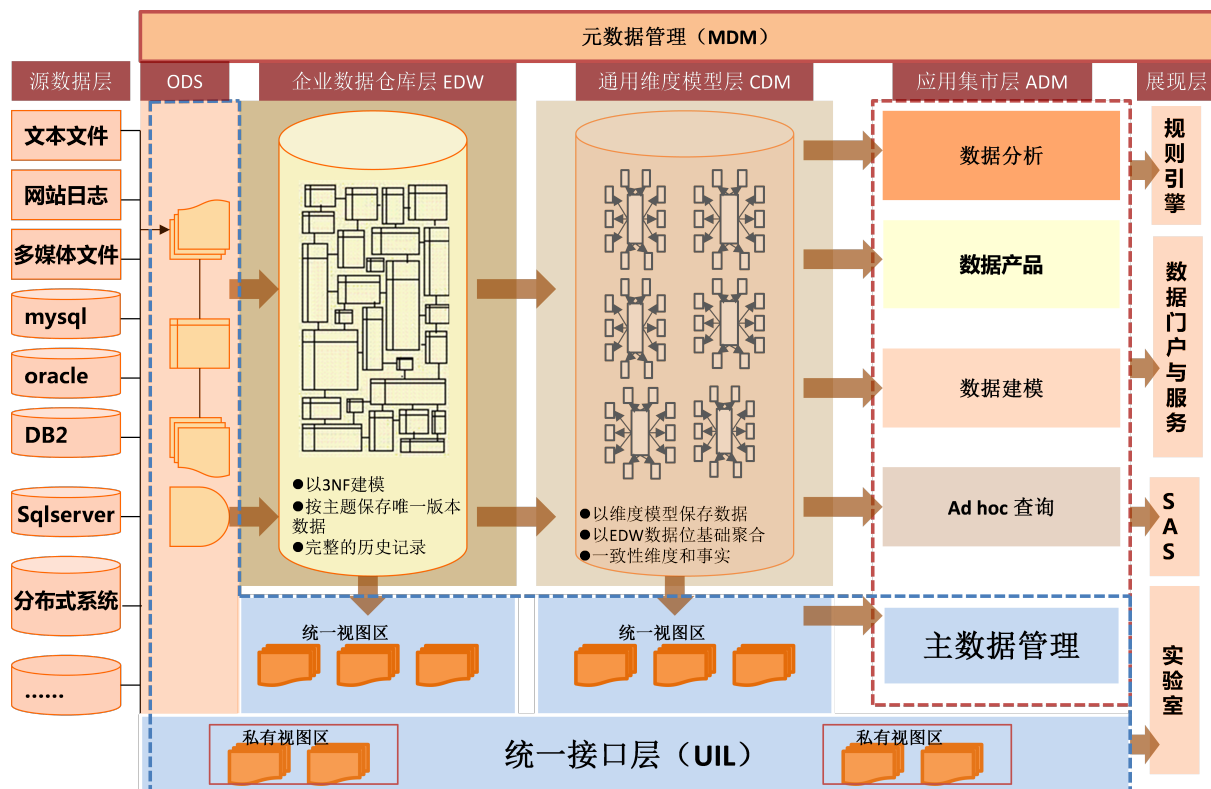 元数据管理（MDM）
源数据层
ODS
企业数据仓库层 EDW
通用维度模型层 CDM
应用集市层 ADM
展现层
文本文件
网站日志
多媒体文件
mysql
oracle
DB2
Sqlserver
分布式系统
……
●以3NF建模
●按主题保存唯一版本
数据
●完整的历史记录
●以维度模型保存数据
●以EDW数据位基础聚合
●一致性维度和事实
数据分析
数据产品
数据建模
Ad hoc 查询
主数据管理
规则引擎
数据门户与服务
SAS
实验室
统一视图区
统一视图区
私有视图区
统一接口层（UIL）
私有视图区